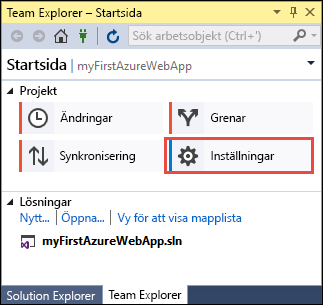 Team Explorer – Startsida
Sök arbetsobjekt (Ctrl+')
Startsida | myFirstAzureWebApp
Projekt
Ändringar
Grenar
Synkronisering
Inställningar
Lösningar
Nytt... | Öppna... | Vy för att visa mapplista
myFirstAzureWebApp.sln
Solution Explorer Team Explorer